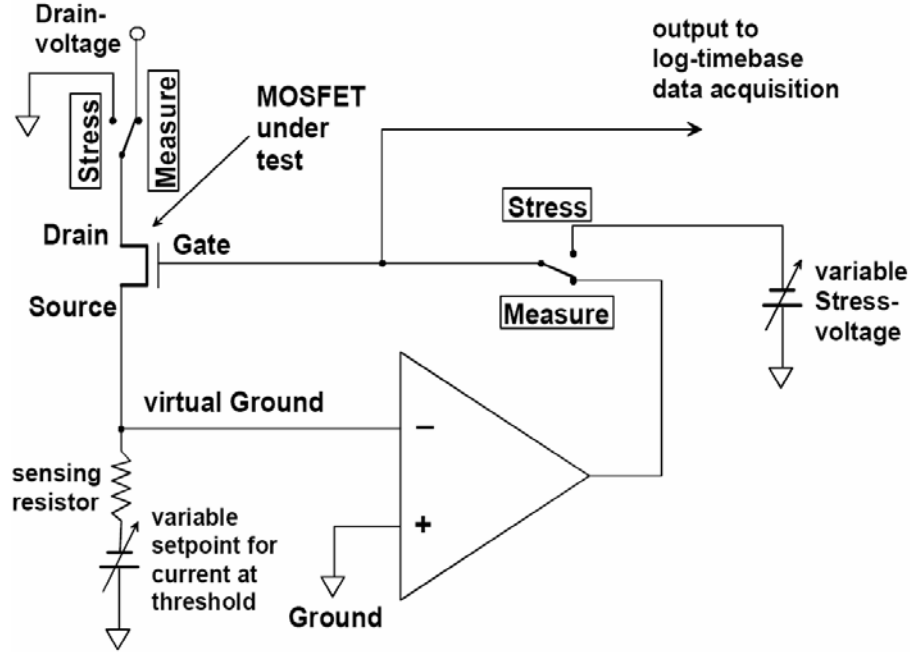 Drain-
voltage
output to
log-timebase
data acquisition
MOSFET
under
test
Stress
Measure
Stress
Drain
Gate
Source
Measure
variable
Stress-
voltage
virtual Ground
−
+
sensing
resistor
variable
setpoint for
current at
threshold
Ground